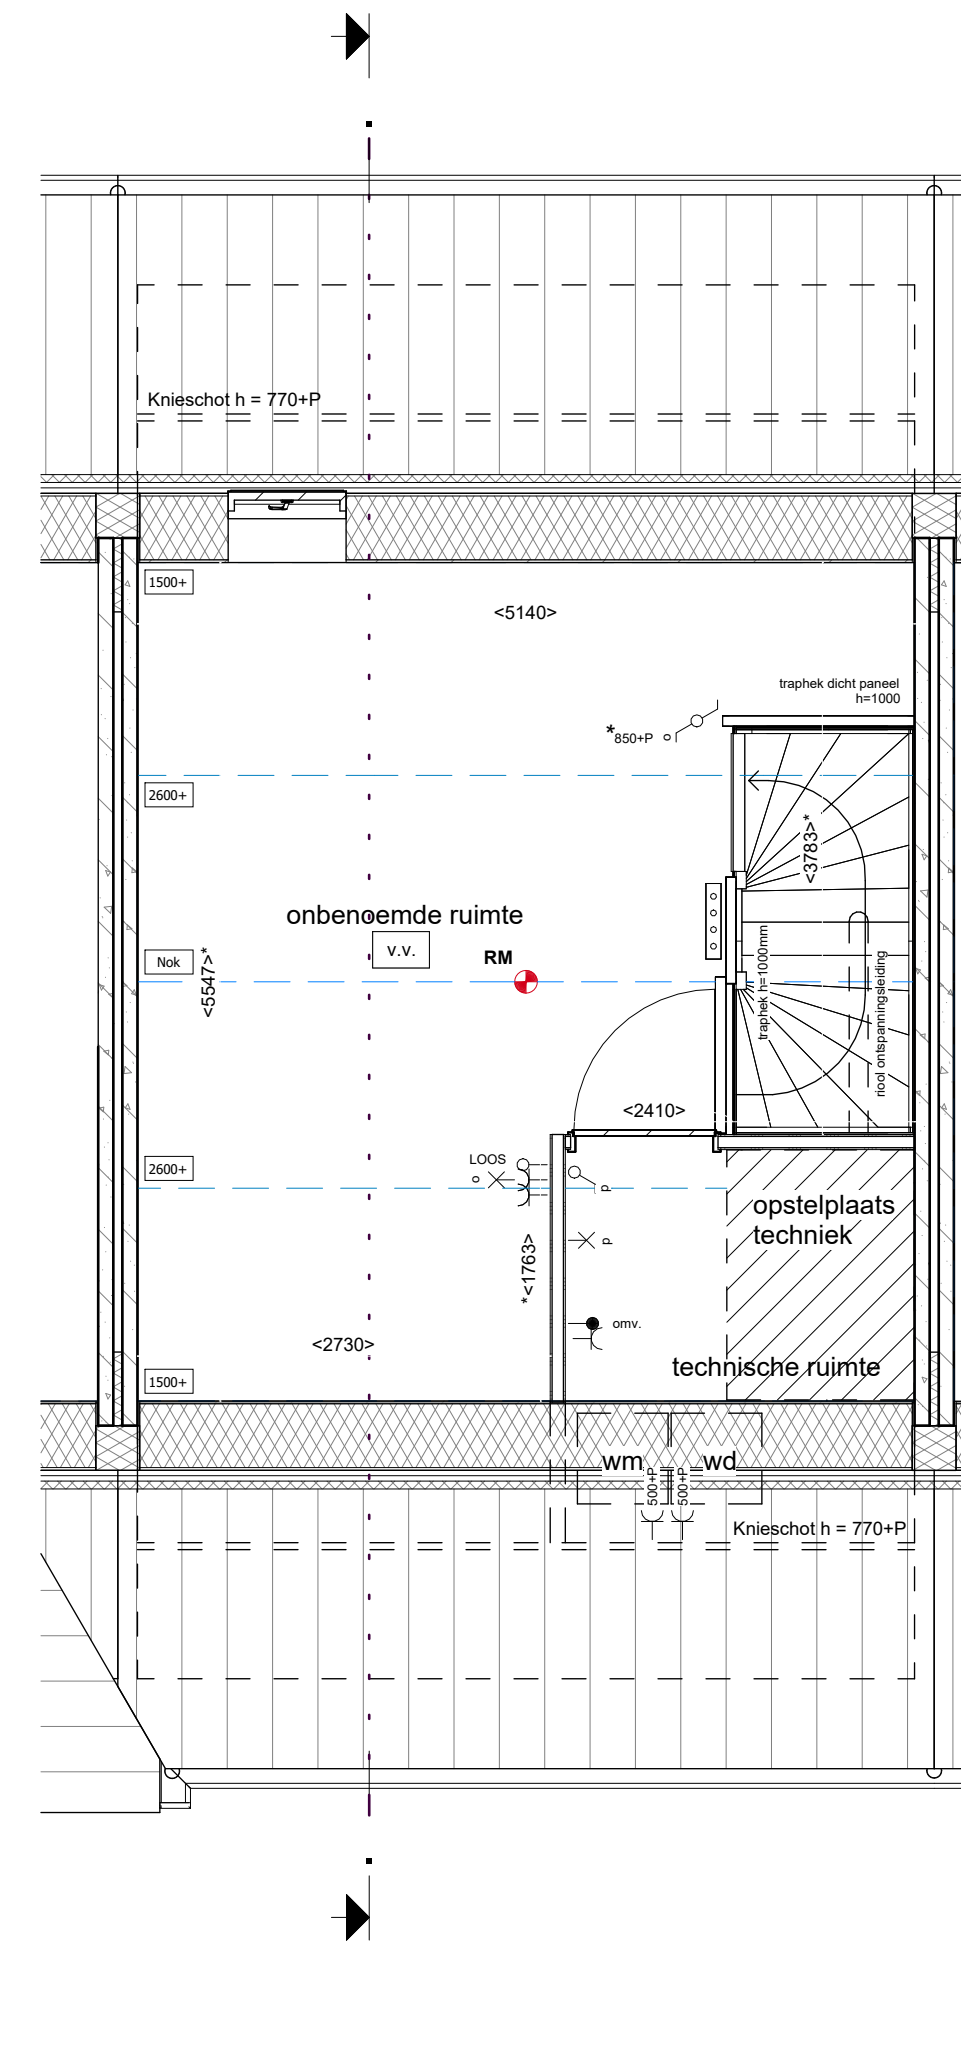 Knieschot h = 770+P
1500+
<5140>
traphek dicht paneel
h=1000
*850+P
2600+
<3783>*
onbenoemde ruimte
v.v.
RM
Nok
<5547>*
traphek h=1000mm
riool ontspanningsleiding
<2410>
LOOS
2600+
p
opstelplaats
techniek
p
*<1763>
omv.
<2730>
technische ruimte
1500+
wm
wd
500+P
500+P
Knieschot h = 770+P